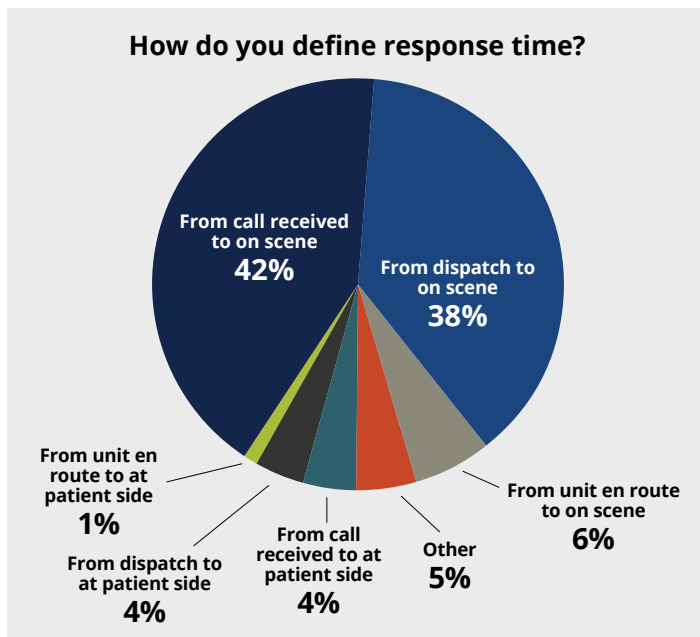 How do you define response time?
From call received
to on scene
42%
From dispatch to
on scene
38%
From unit en
route to at
patient side
1%
From dispatch to
at patient side
4%
From call
received to at
patient side
4%
Other
5%
From unit en route
to on scene
6%